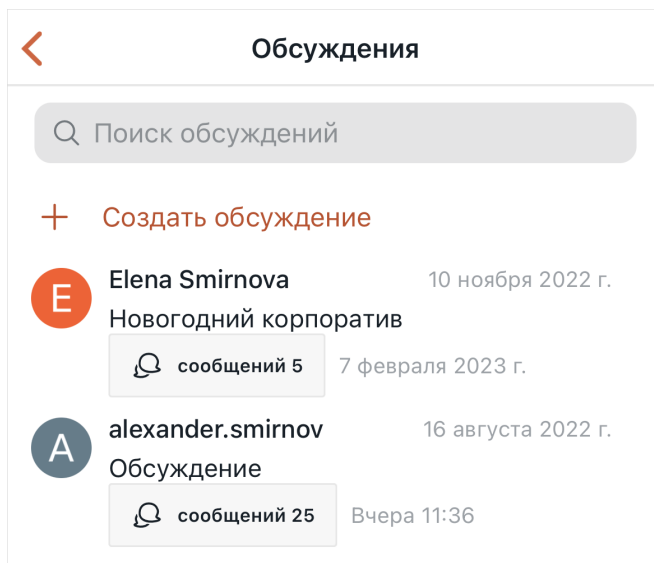 Обсуждения
Поиск обсуждений
Создать обсуждение
E
Elena Smirnova 10 ноября 2022 г.
Новогодний корпоратив
сообщений 5 7 февраля 2023 г.
A
alexander.smirnov 16 августа 2022 г.
Обсуждение
сообщений 25 Вчера 11:36